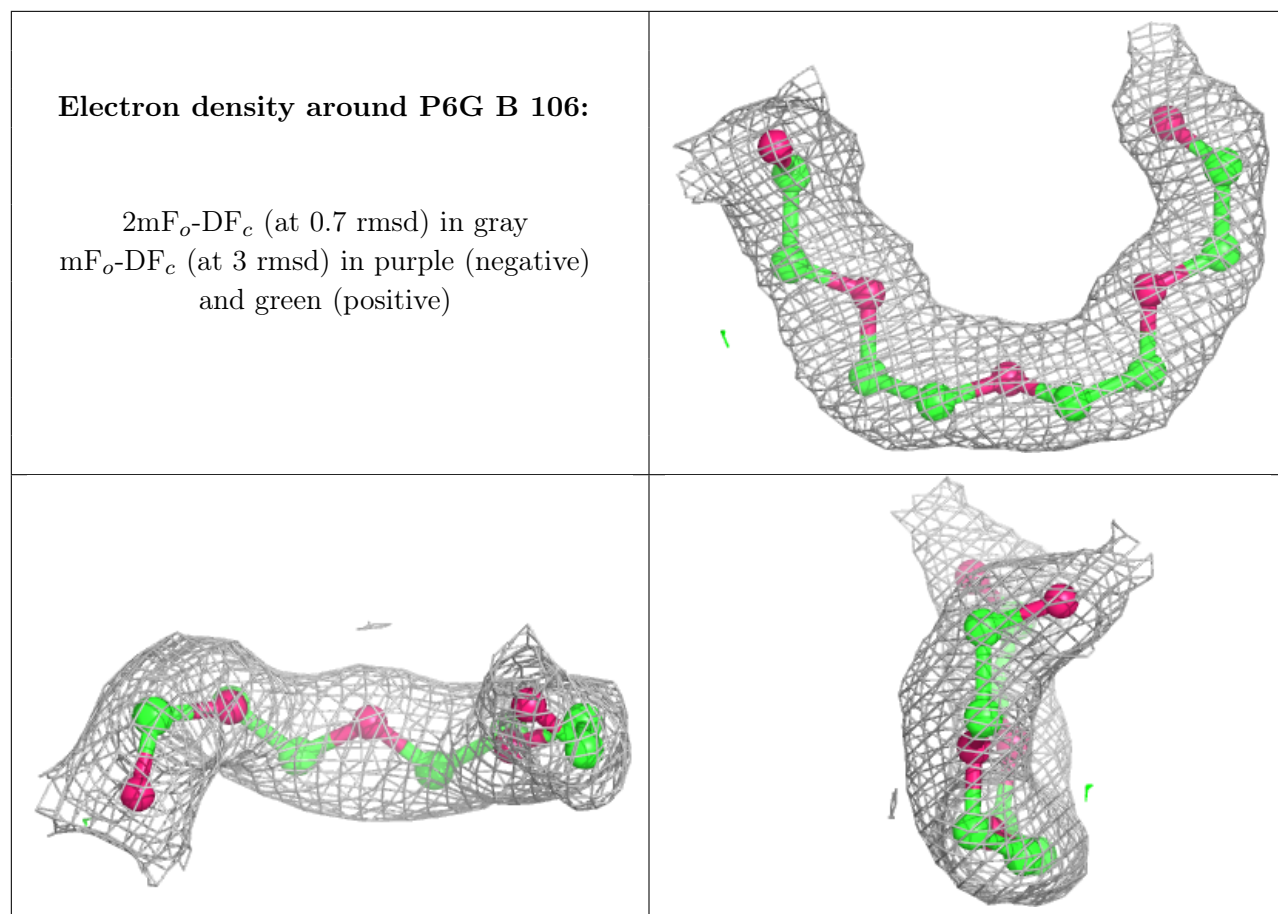 Electron density around P6G B 106:
2mFo-DFc (at 0.7 rmsd) in gray
mFo-DFc (at 3 rmsd) in purple (negative)
and green (positive)